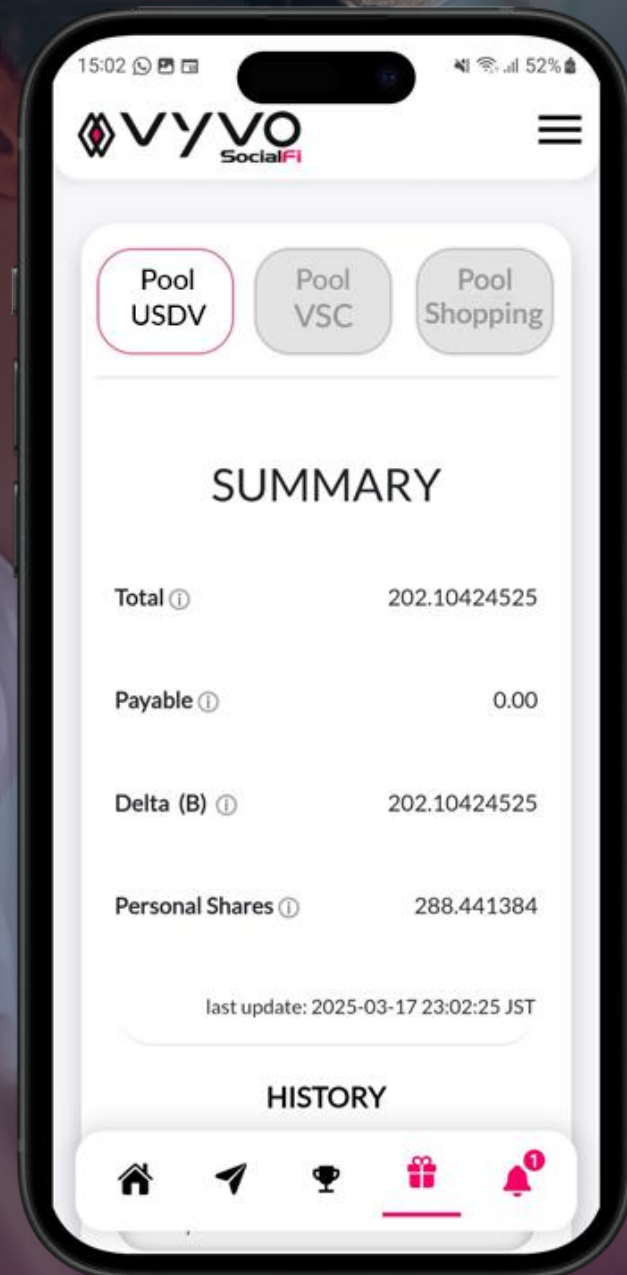 15:02 52%
VYVO
SocialFi
Pool USDV
Pool VSC
Pool Shopping
SUMMARY
Total 202.10424525
Payable 0.00
Delta (B) 202.10424525
Personal Shares 288.441384
last update: 2025-03-17 23:02:25 JST
HISTORY
1